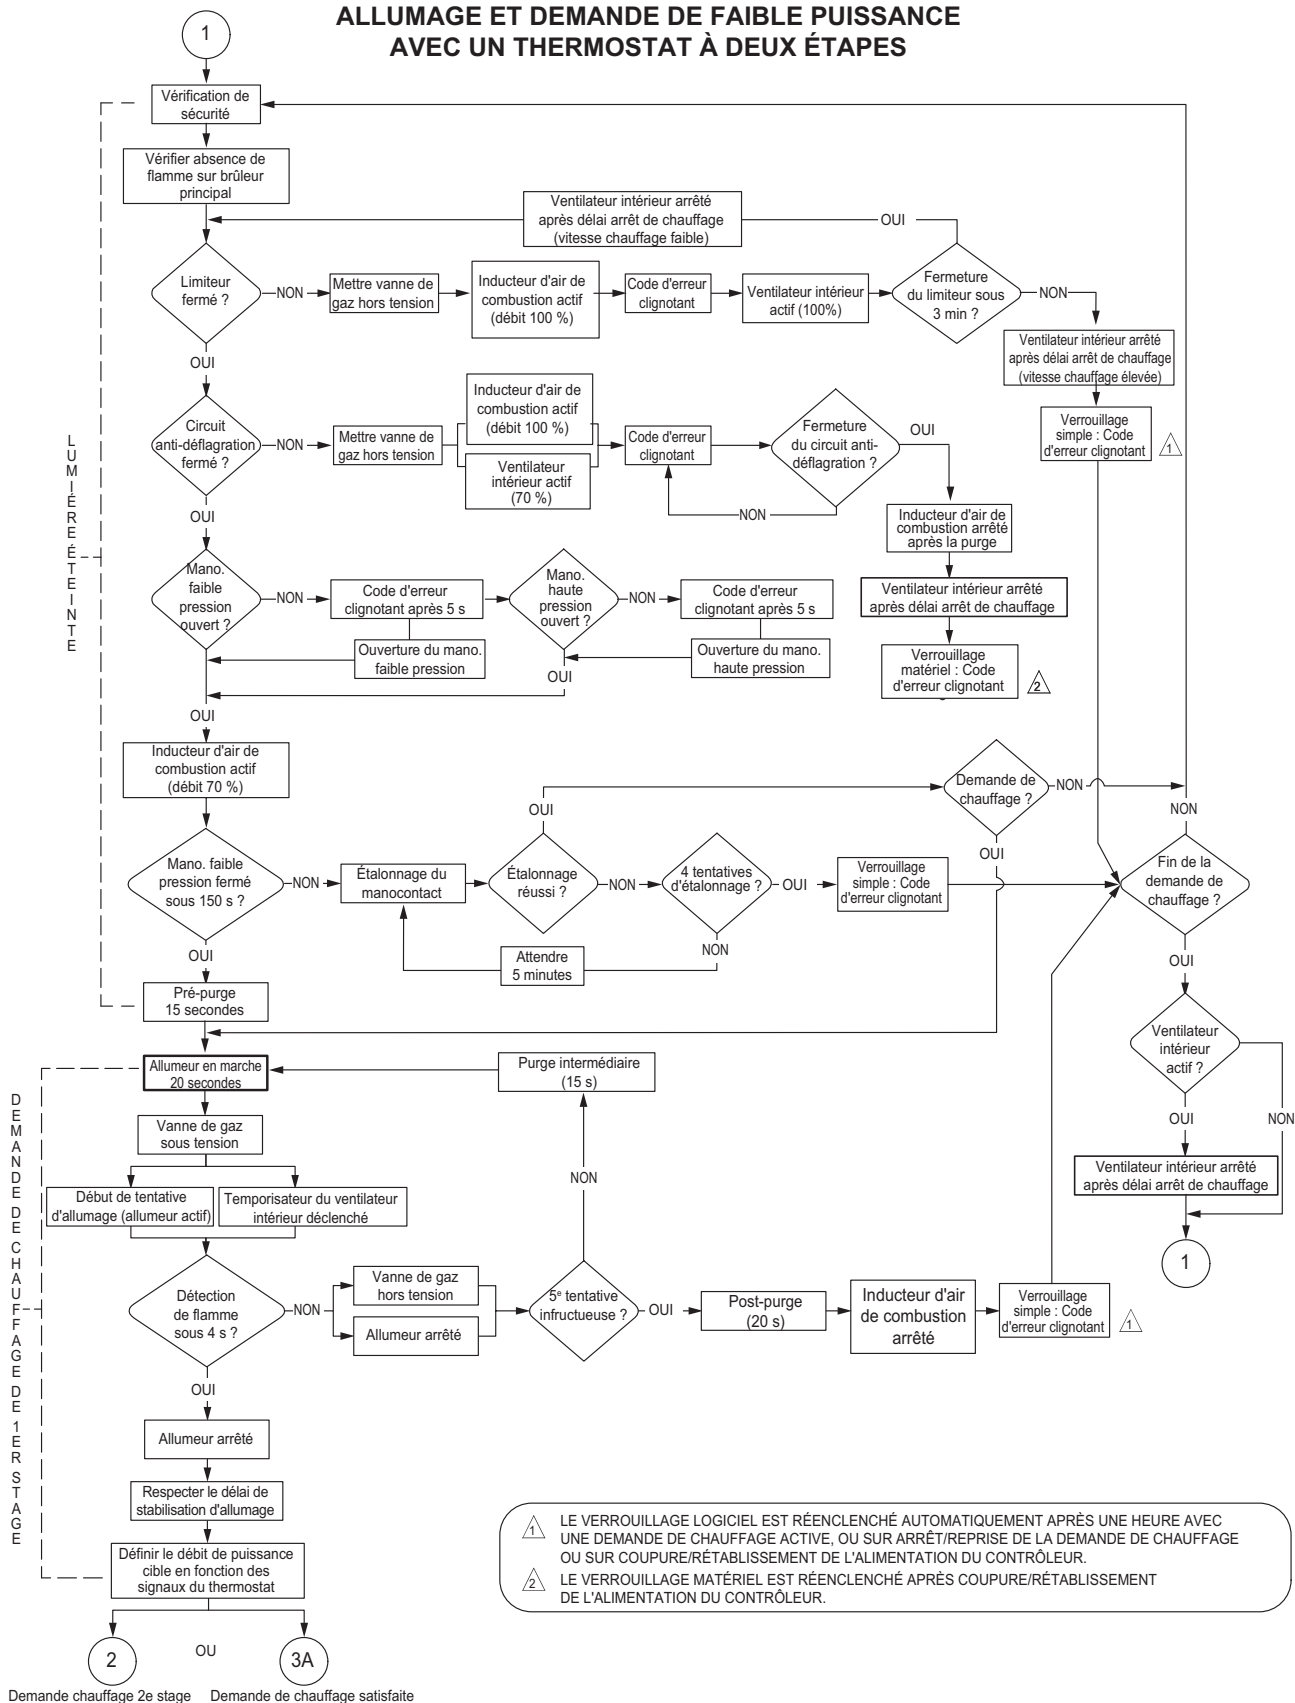 ALLUMAGE ET DEMANDE DE FAIBLE PUISSANCE
AVEC UN THERMOSTAT À DEUX ÉTAPES
1
Vérification de
sécurité
Vérifier absence de
flamme sur brûleur
principal
Ventilateur intérieur arrêté
après délai arrêt de chauffage
(vitesse chauffage faible)
OUI
Limiteur
fermé ?
NON
Mettre vanne de
gaz hors tension
Inducteur d'air de
combustion actif
(débit 100 %)
Code d'erreur
clignotant
Ventilateur intérieur
actif (100%)
Fermeture
du limiteur sous
3 min ?
NON
Ventilateur intérieur arrêté
après délai arrêt de chauffage
(vitesse chauffage élevée)
Verrouillage
simple : Code
d'erreur clignotant
1
OUI
Circuit
anti-déflagration
fermé ?
NON
Mettre vanne de
gaz hors tension
Inducteur d'air de
combustion actif
(débit 100 %)
Ventilateur
intérieur actif
(70 %)
Code d'erreur
clignotant
Fermeture
du circuit anti-
déflagration ?
OUI
NON
Inducteur d'air de
combustion arrêté
après la purge
Ventilateur intérieur arrêté
après délai arrêt de chauffage
Verrouillage
matériel : Code
d'erreur clignotant
2
LUMIÉRE ÉTEINTE
OUI
Mano.
faible
pression
ouvert ?
NON
Code d'erreur
clignotant après 5 s
Ouverture du mano.
faible pression
Mano.
haute
pression
ouvert ?
NON
Code d'erreur
clignotant après 5 s
Ouverture du mano.
haute pression
OUI
OUI
Inducteur d'air de
combustion actif
(débit 70 %)
Mano. faible
pression fermé
sous 150 s ?
NON
Étalonnage du
manocontact
Étalonnage
réussi ?
OUI
NON
4 tentatives
d'étalonnage ?
OUI
Verrouillage
simple : Code
d'erreur clignotant
NON
Attendre
5 minutes
Demande de
chauffage ?
NON
OUI
NON
Fin de la
demande de
chauffage ?
OUI
Ventilateur
intérieur
actif ?
OUI
NON
Ventilateur intérieur arrêté
après délai arrêt de chauffage
1
OUI
Pré-purge
15 secondes
Allumeur en marche
20 secondes
Purge intermédiaire
(15 s)
Vanne de gaz
sous tension
Début de tentative
d'allumage (allumeur actif)
Temporisateur du ventilateur
intérieur déclenché
DEMANDE DE CHAUFFAGE DE 1ER STAGE
Détection
de flamme
sous 4 s ?
NON
Vanne de gaz
hors tension
Allumeur arrêté
NON
5e tentative
infructueuse ?
OUI
Post-purge
(20 s)
Inducteur d'air
de combustion
arrêté
Verrouillage
simple : Code
d'erreur clignotant
1
OUI
Allumeur arrêté
Respecter le délai de
stabilisation d'allumage
Définir le débit de puissance
cible en fonction des
signaux du thermostat
2
OU
3A
Demande chauffage 2e stage
Demande de chauffage satisfaite
1 LE VERROUILLAGE LOGICIEL EST RÉENCLENCHÉ AUTOMATIQUEMENT APRÈS UNE HEURE AVEC
UNE DEMANDE DE CHAUFFAGE ACTIVE, OU SUR ARRÊT/REPRISE DE LA DEMANDE DE CHAUFFAGE
OU SUR COUPURE/RÉTABLISSEMENT DE L'ALIMENTATION DU CONTRÔLEUR.
2 LE VERROUILLAGE MATÉRIEL EST RÉENCLENCHÉ APRÈS COUPURE/RÉTABLISSEMENT
DE L'ALIMENTATION DU CONTRÔLEUR.